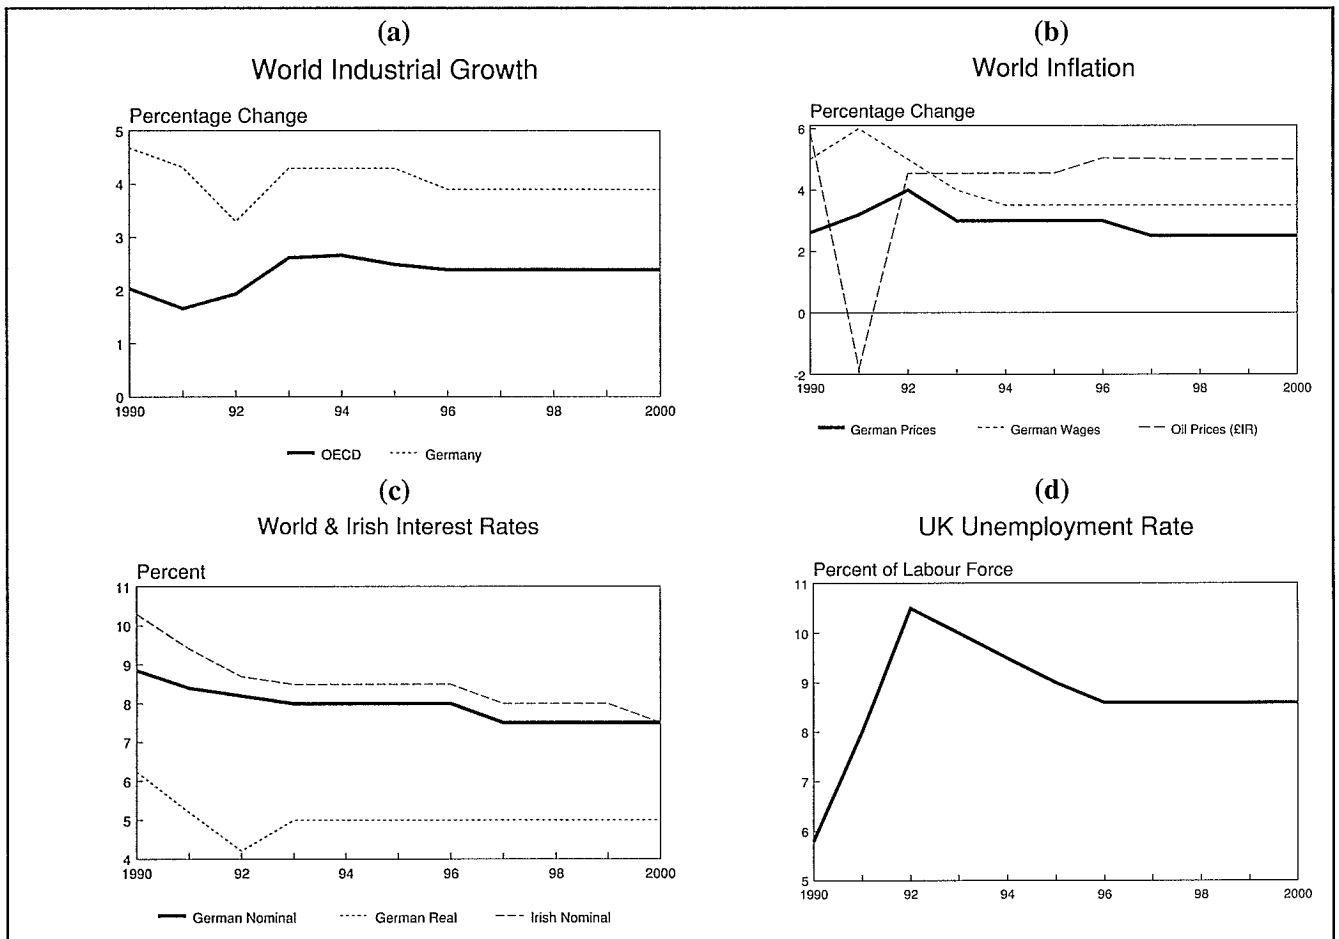 (a)
World Industrial Growth
Percentage Change
5
4
3
2
1
0
1990 92 94 96 98 2000
OECD Germany
(b)
World Inflation
Percentage Change
6
4
2
0
-2
1990 92 94 96 98 2000
German Prices German Wages Oil Prices (£IR)
(c)
World & Irish Interest Rates
Percent
11
10
9
8
7
6
5
4
1990 92 94 96 98 2000
German Nominal German Real Irish Nominal
(d)
UK Unemployment Rate
Percent of Labour Force
11
10
9
8
7
6
5
1990 92 94 96 98 2000